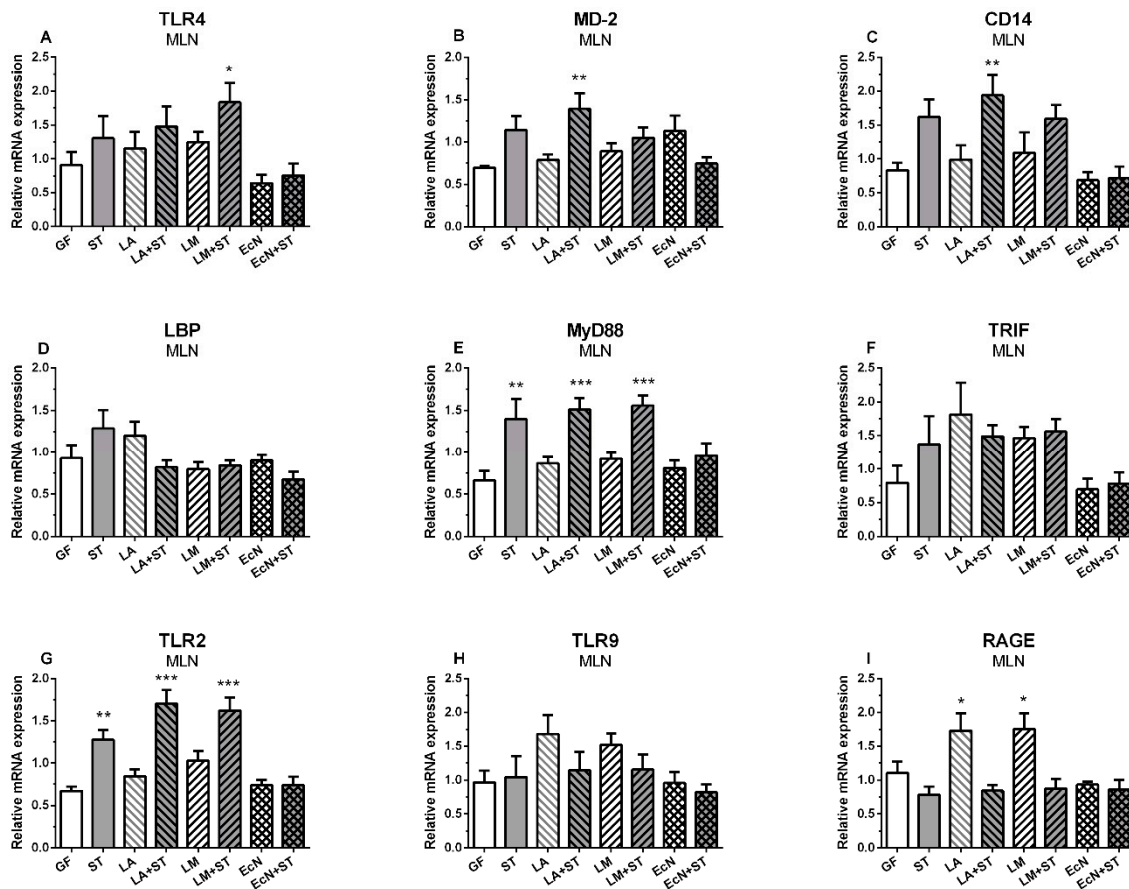 TLR4
MLN
A
Relative mRNA expression
2.5
2.0
1.5
1.0
0.5
0.0
*
GF ST LA LA+ST LM LM+ST EcN EcN+ST
MD-2
MLN
B
Relative mRNA expression
2.0
1.5
1.0
0.5
0.0
**
GF ST LA LA+ST LM LM+ST EcN EcN+ST
CD14
MLN
C
Relative mRNA expression
2.5
2.0
1.5
1.0
0.5
0.0
**
GF ST LA LA+ST LM LM+ST EcN EcN+ST
LBP
MLN
D
Relative mRNA expression
2.0
1.5
1.0
0.5
0.0
GF ST LA LA+ST LM LM+ST EcN EcN+ST
MyD88
MLN
E
Relative mRNA expression
2.0
1.5
1.0
0.5
0.0
** *** ***
GF ST LA LA+ST LM LM+ST EcN EcN+ST
TRIF
MLN
F
Relative mRNA expression
2.5
2.0
1.5
1.0
0.5
0.0
GF ST LA LA+ST LM LM+ST EcN EcN+ST
TLR2
MLN
G
Relative mRNA expression
2.0
1.5
1.0
0.5
0.0
** *** ***
GF ST LA LA+ST LM LM+ST EcN EcN+ST
TLR9
MLN
H
Relative mRNA expression
2.5
2.0
1.5
1.0
0.5
0.0
GF ST LA LA+ST LM LM+ST EcN EcN+ST
RAGE
MLN
I
Relative mRNA expression
2.5
2.0
1.5
1.0
0.5
0.0
* *
GF ST LA LA+ST LM LM+ST EcN EcN+ST